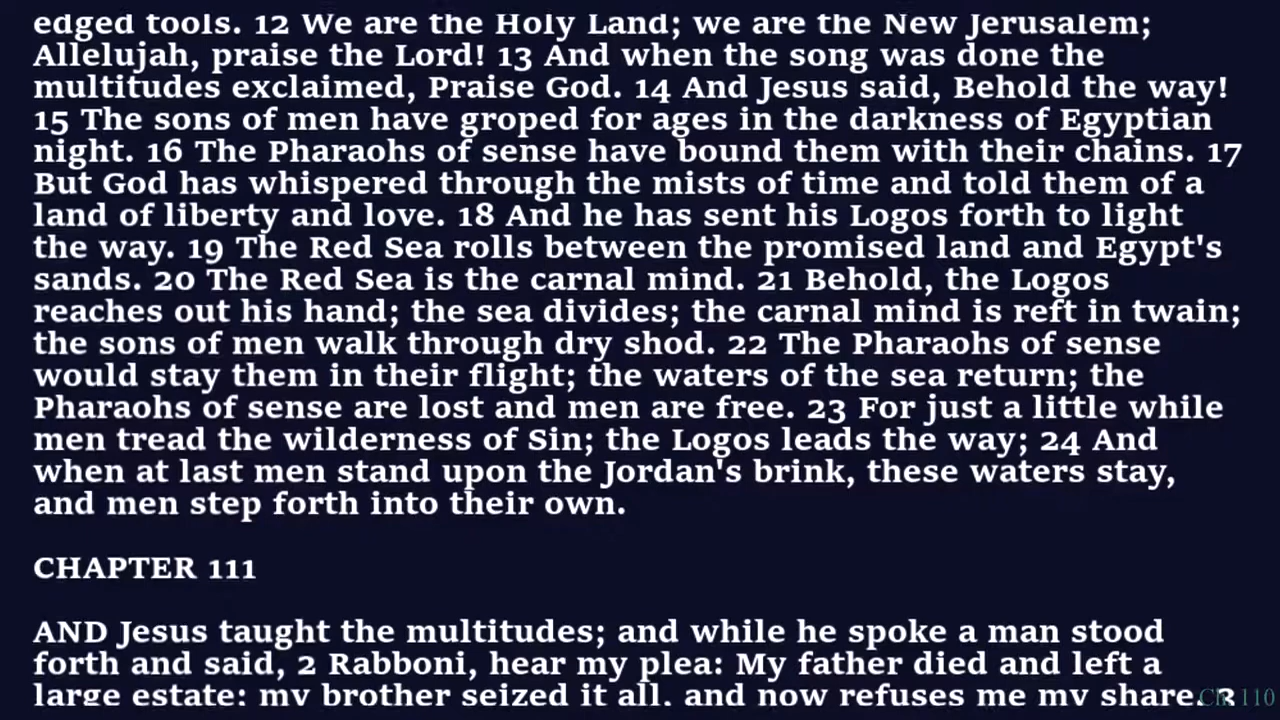 edged tools. 12 We are the Holy Land; we are the New Jerusalem;
Allelujah, praise the Lord! 13 And when the song was done the
multitudes exclaimed, Praise God. 14 And Jesus said, Behold the way!
15 The sons of men have groped for ages in the darkness of Egyptian
night. 16 The Pharaohs of sense have bound them with their chains. 17
But God has whispered through the mists of time and told them of a
land of liberty and love. 18 And he has sent his Logos forth to light
the way. 19 The Red Sea rolls between the promised land and Egypt's
sands. 20 The Red Sea is the carnal mind. 21 Behold, the Logos
reaches out his hand; the sea divides; the carnal mind is reft in twain;
the sons of men walk through dry shod. 22 The Pharaohs of sense
would stay them in their flight; the waters of the sea return; the
Pharaohs of sense are lost and men are free. 23 For just a little while
men tread the wilderness of Sin; the Logos leads the way; 24 And
when at last men stand upon the Jordan's brink, these waters stay,
and men step forth into their own.
CHAPTER 111
AND Jesus taught the multitudes; and while he spoke a man stood
forth and said, 2 Rabboni, hear my plea: My father died and left a
large estate; my brother seized it all, and now refuses me my share. 3
Ch. 110